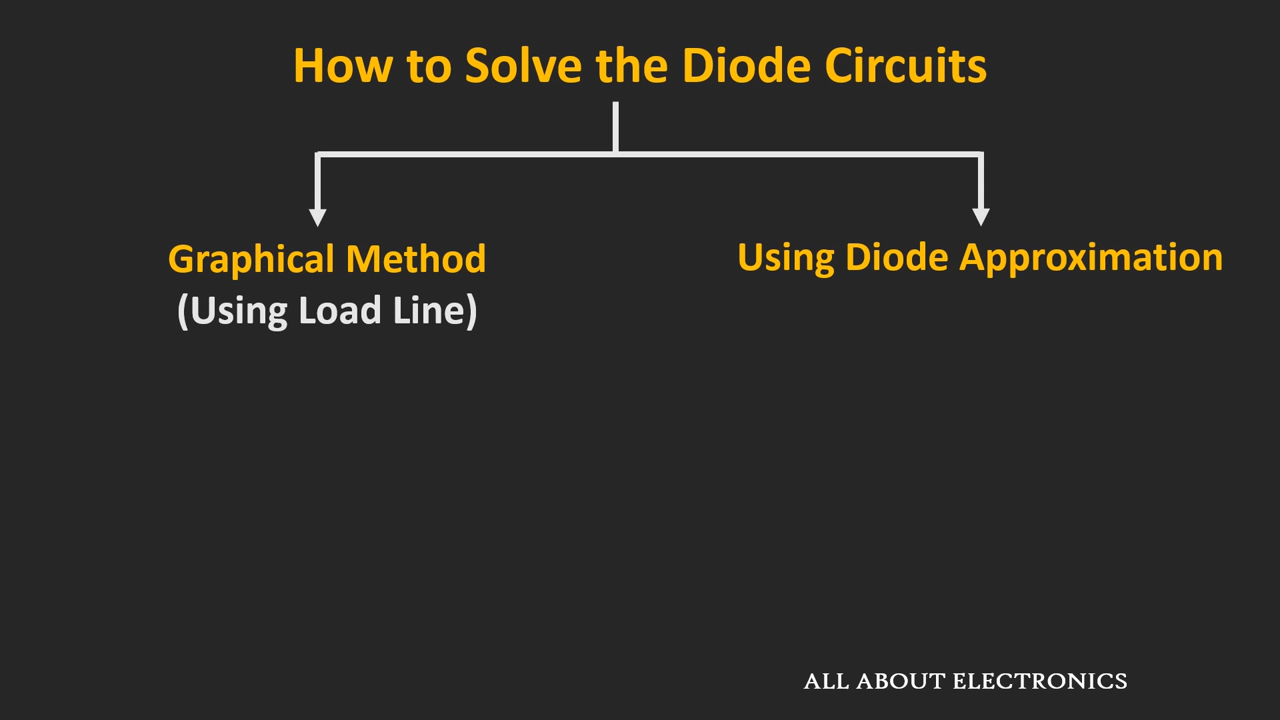 How to Solve the Diode Circuits
Graphical Method
(Using Load Line)
Using Diode Approximation
ALL ABOUT ELECTRONICS